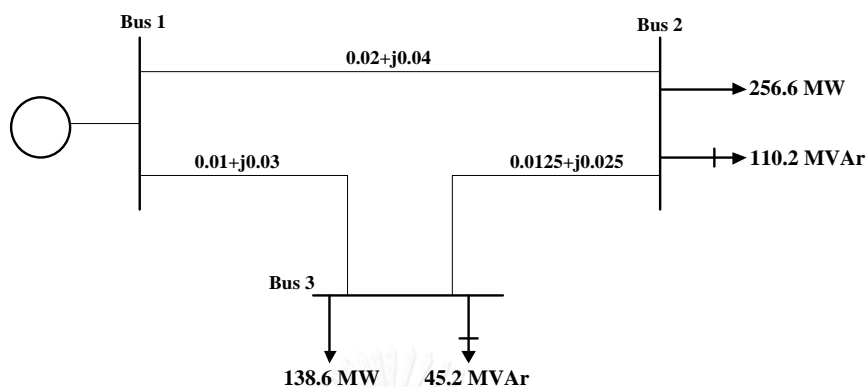 Bus 1
Bus 2
0.02+j0.04
256.6 MW
0.01+j0.03
0.0125+j0.025
110.2 MVAr
Bus 3
138.6 MW
45.2 MVAr